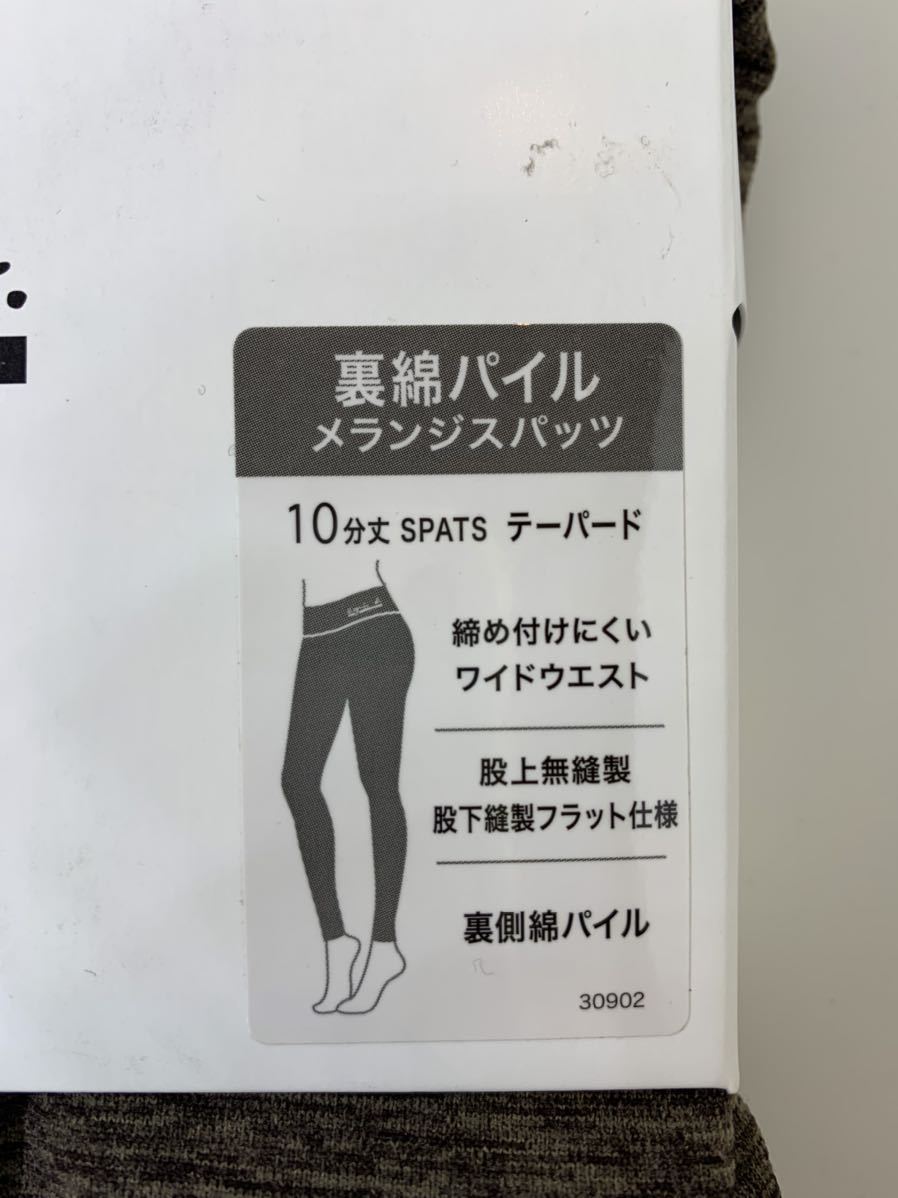 裏綿パイル
メランジスパッツ
10分丈 SPATS テーパード
締め付けにくい
ワイドウエスト
股上無縫製
股下縫製フラット仕様
裏側綿パイル
30902